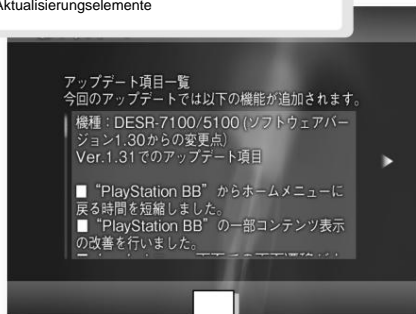 Aktualisierungselemente
アップデート項目一覧
今回のアップデートでは以下の機能が追加されます。
機種：DESR-7100/5100 (ソフトウェアバー
ジョン1.30からの変更点)
Ver.1.31でのアップデート項目
■ “PlayStation BB” からホームメニューに
戻る時間を短縮しました。
■ “PlayStation BB” の一部コンテンツ表示
の改善を行いました。